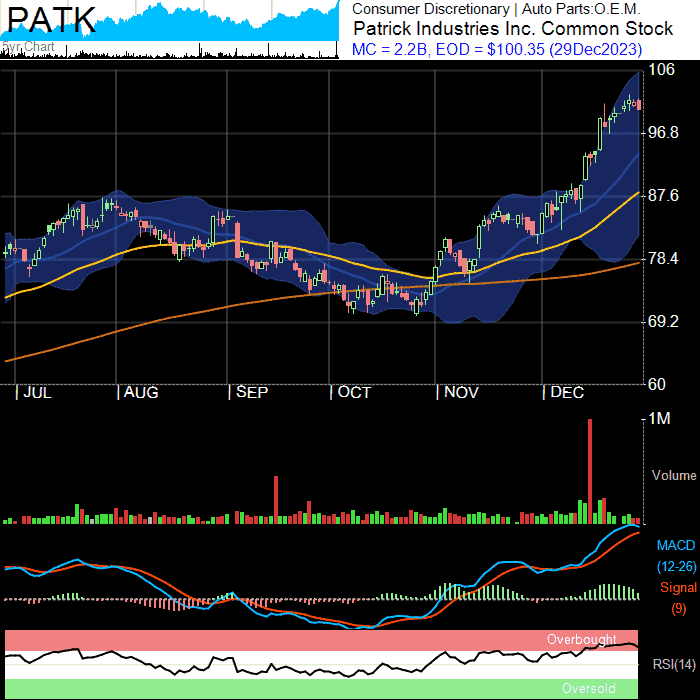 PATK
5yr Chart
Consumer Discretionary | Auto Parts:O.E.M.
Patrick Industries Inc. Common Stock
MC = 2.2B, EOD = $100.35 (29Dec2023)
106
96.8
87.6
78.4
69.2
60
| JUL | AUG | SEP | OCT | NOV | DEC
1M
Volume
MACD
(12-26)
Signal
(9)
Overbought
RSI(14)
Oversold